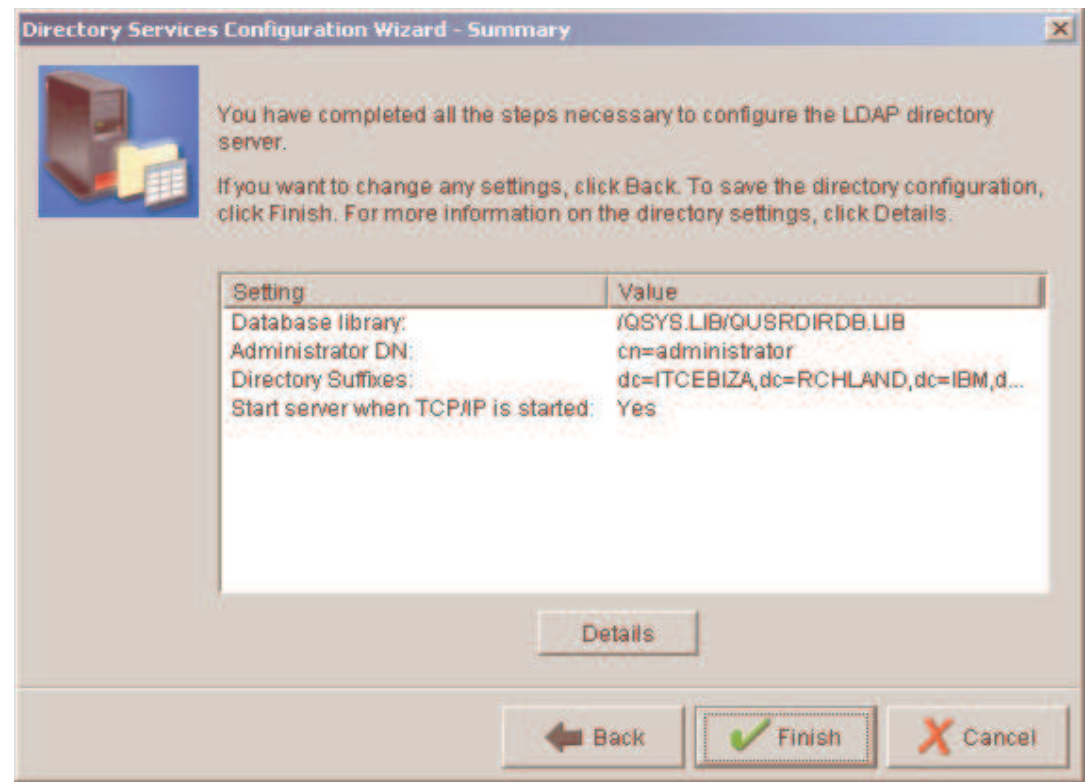 Directory Services Configuration Wizard - Summary
You have completed all the steps necessary to configure the LDAP directory
server.
If you want to change any settings, click Back. To save the directory configuration,
click Finish. For more information on the directory settings, click Details.
Setting Value
Database library: /QSYS.LIB/QUSRDIRDB.LIB
Administrator DN: cn=administrator
Directory Suffixes: dc=ITCEBIZA,dc=RCHLAND,dc=IBM,d...
Start server when TCP/IP is started: Yes
Details
Back Finish Cancel